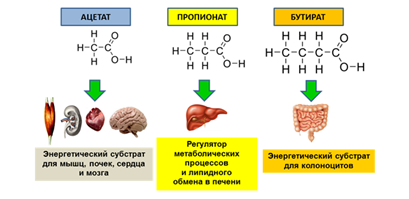 АЦЕТАТ
ПРОПИОНАТ
БУТИРАТ
H
H–C–C
H
O
O–H
H H
H–C–C–C
H H
O
O–H
H H H
H–C–C–C–C
H H H
O
O–H
Энергетический субстрат
для мышц, почек, сердца
и мозга
Регулятор
метаболических
процессов
и липидного
обмена в печени
Энергетический субстрат
для колоноцитов